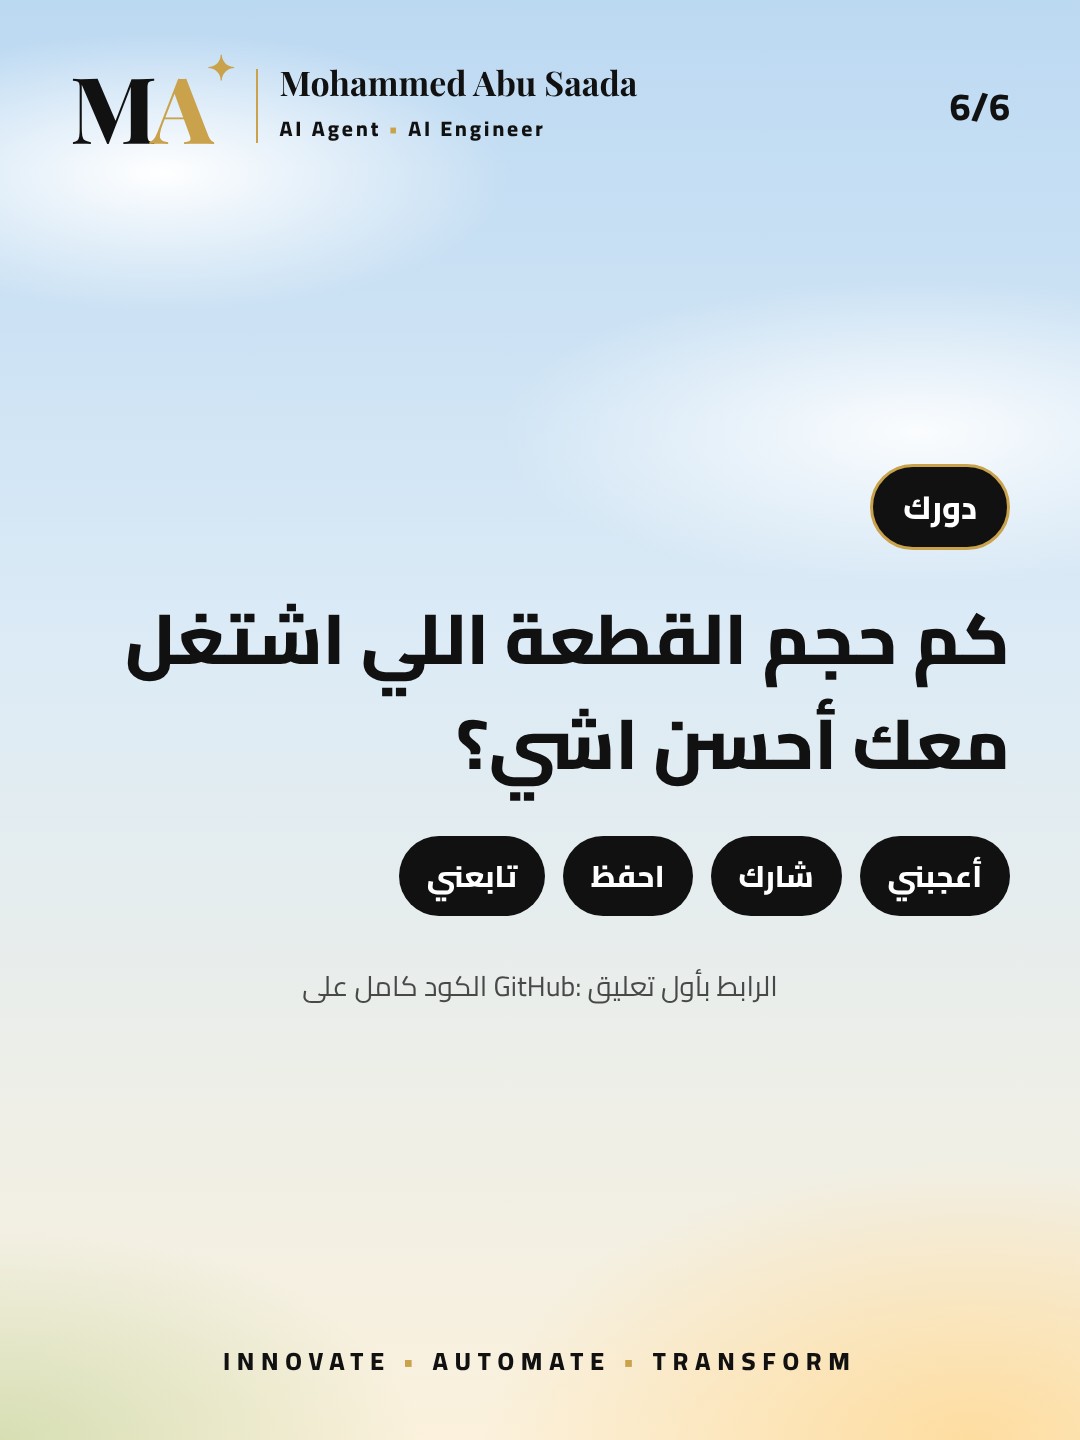 MA
Mohammed Abu Saada
AI Agent ▪ AI Engineer
6/6
دورك
كم حجم القطعة اللي اشتغل
معك أحسن اشي؟
أعجبني شارك احفظ تابعني
الرابط بأول تعليق :GitHub الكود كامل على
INNOVATE ▪ AUTOMATE ▪ TRANSFORM